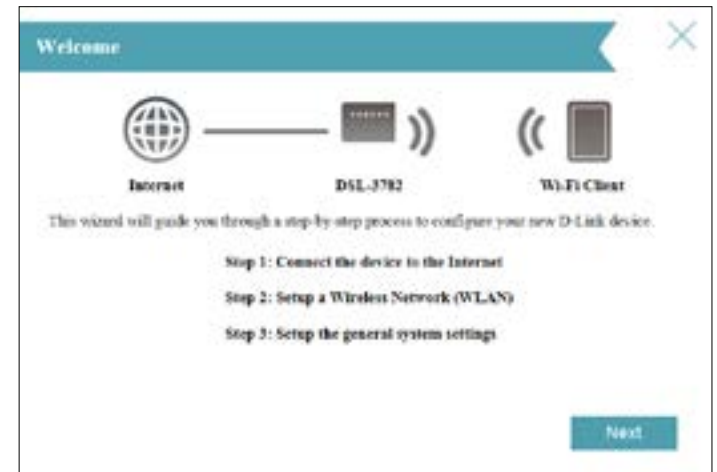 Welcome
Internet DSL-3782 Wi-Fi Client
This wizard will guide you through a step-by-step process to configure your new D-Link device.
Step 1: Connect the device to the Internet
Step 2: Setup a Wireless Network (WLAN)
Step 3: Setup the general system settings
Next